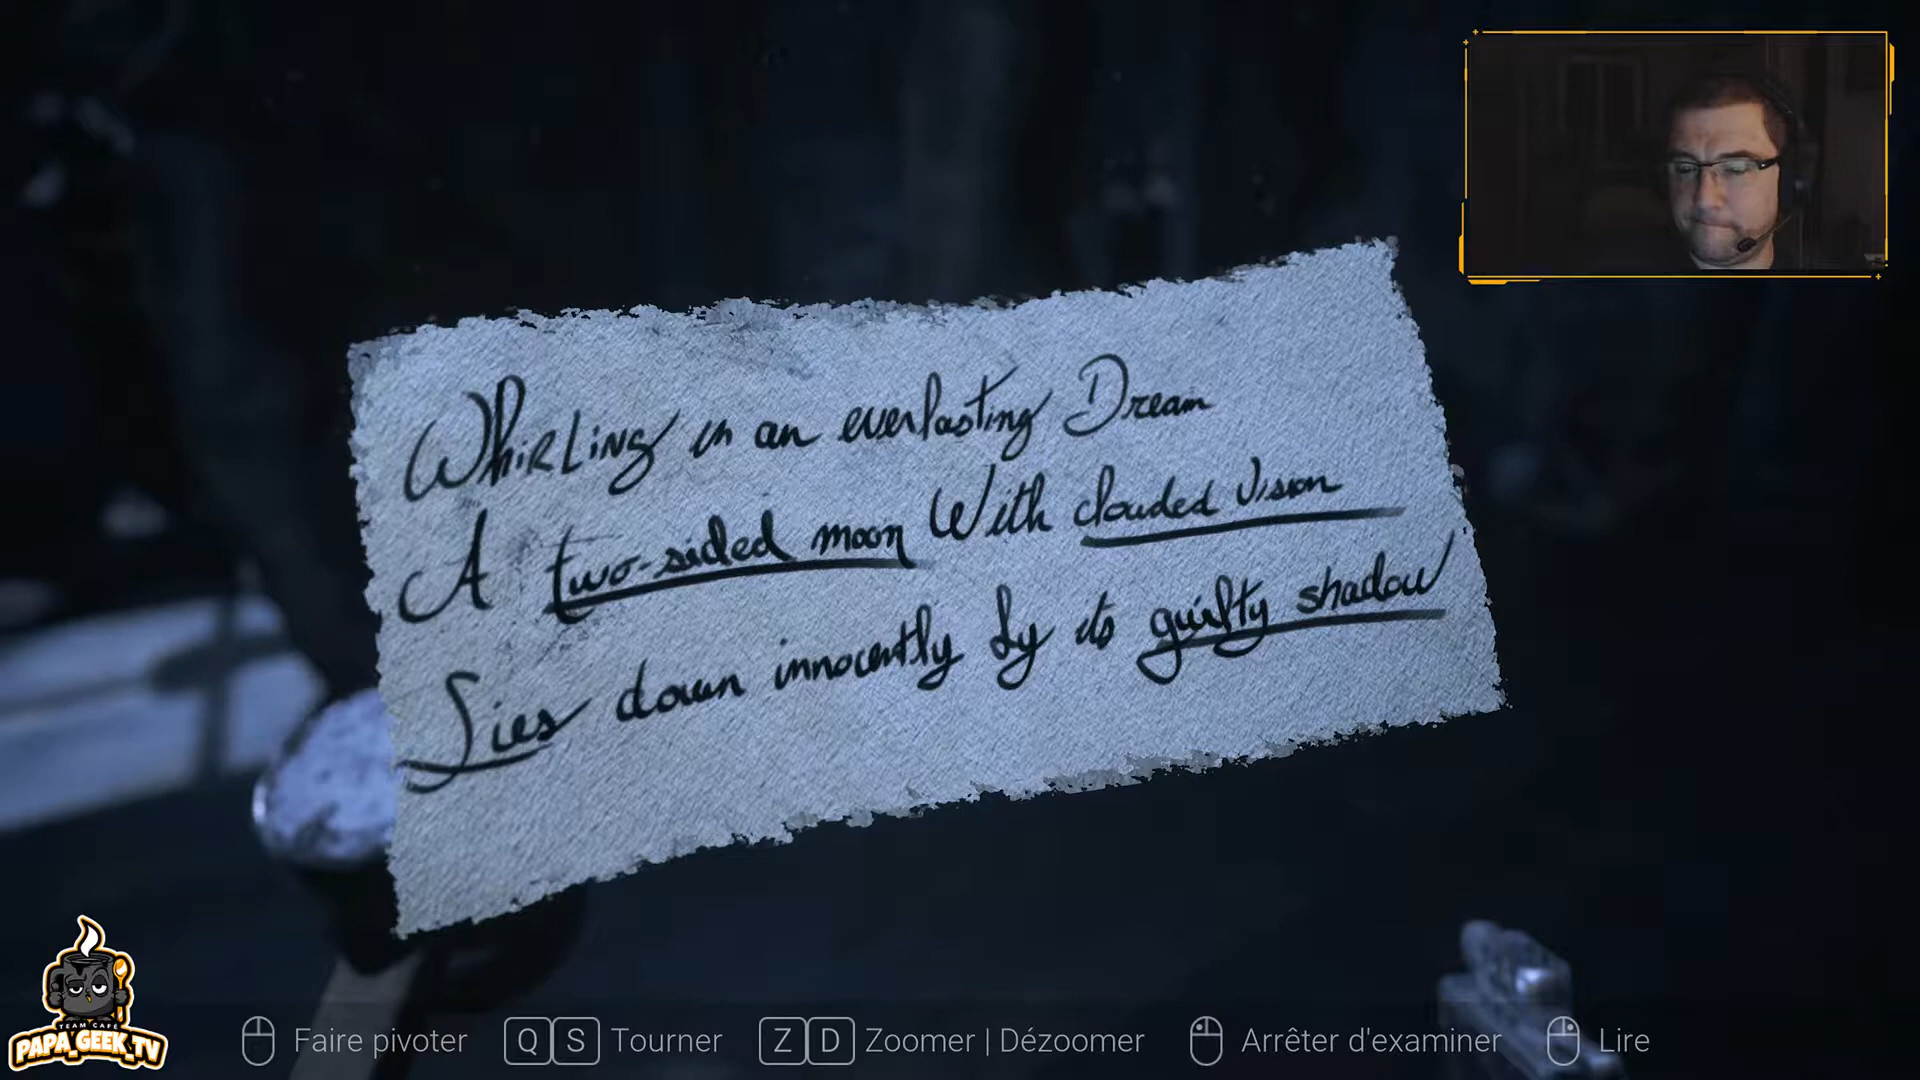 Whirling in an everlasting Dream
A two-sided moon With clouded vision
Lies down innocently by its guilty shadow
TEAM CAFÉ
PAPA_GEEK_TV
Faire pivoter Q S Tourner Z D Zoomer | Dézoomer Arrêter d'examiner Lire